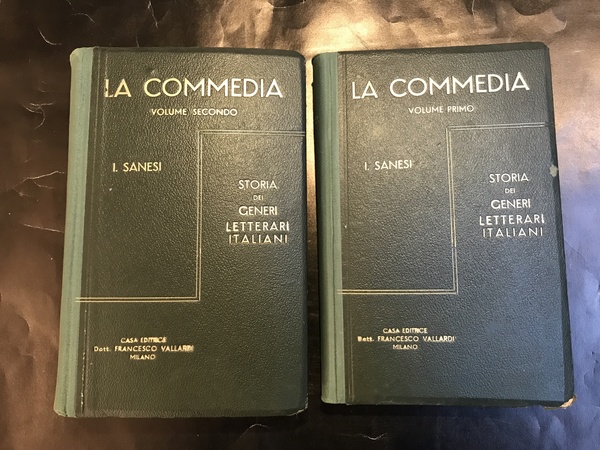 LA COMMEDIA
VOLUME SECONDO
I. SANESI
STORIA
DEI
GENERI
LETTERARI
ITALIANI
CASA EDITRICE
Dott. FRANCESCO VALLARDI
MILANO
LA COMMEDIA
VOLUME PRIMO
I. SANESI
STORIA
DEI
GENERI
LETTERARI
ITALIANI
CASA EDITRICE
Dott. FRANCESCO VALLARDI
MILANO